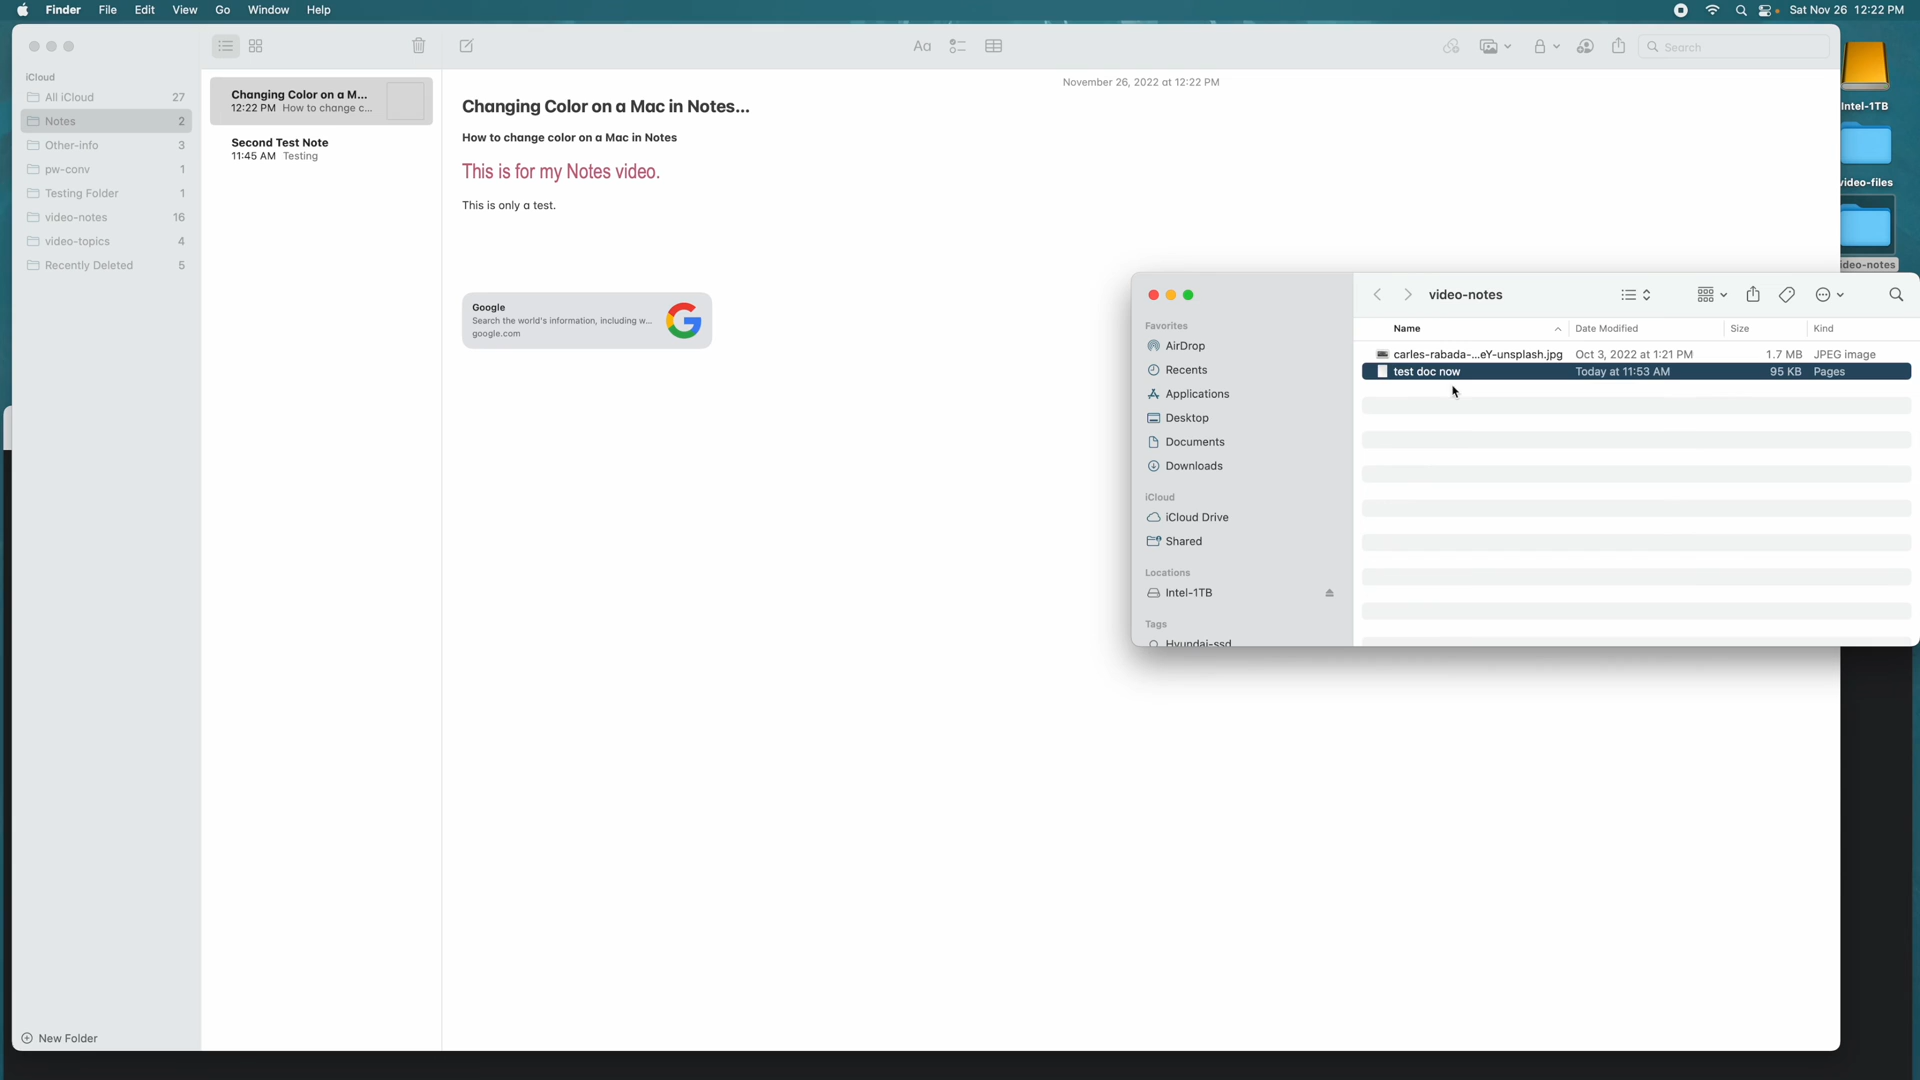 Finder File Edit View Go Window Help
Sat Nov 26 12:22 PM
Search
iCloud
All iCloud 27
Notes 2
Other-info 3
pw-conv 1
Testing Folder 1
video-notes 16
video-topics 4
Recently Deleted 5
New Folder
Changing Color on a M...
12:22 PM How to change c...
Second Test Note
11:45 AM Testing
Aa
November 26, 2022 at 12:22 PM
Changing Color on a Mac in Notes...
How to change color on a Mac in Notes
This is for my Notes video.
This is only a test.
Google
Search the world's information, including w...
google.com
Intel-1TB
video-files
ideo-notes
video-notes
Favorites
AirDrop
Recents
Applications
Desktop
Documents
Downloads
iCloud
iCloud Drive
Shared
Locations
Intel-1TB
Tags
Hyundai-ssd
Name Date Modified Size Kind
carles-rabada-...eY-unsplash.jpg Oct 3, 2022 at 1:21 PM 1.7 MB JPEG image
test doc now Today at 11:53 AM 95 KB Pages